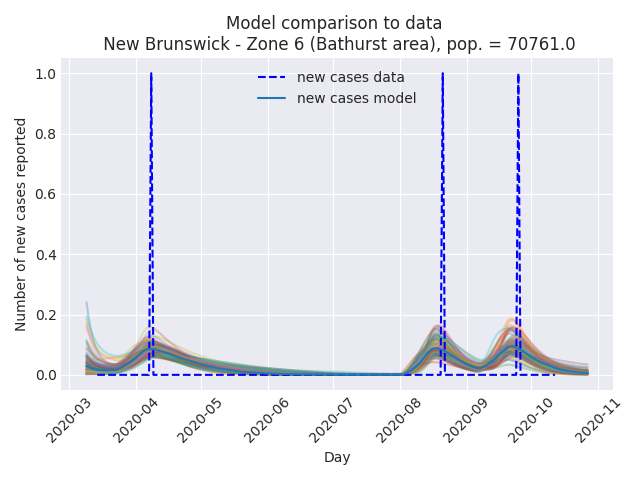 Model comparison to data
New Brunswick - Zone 6 (Bathurst area), pop. = 70761.0
new cases data
new cases model
Number of new cases reported
1.0
0.8
0.6
0.4
0.2
0.0
2020-03
2020-04
2020-05
2020-06
2020-07
2020-08
2020-09
2020-10
2020-11
Day